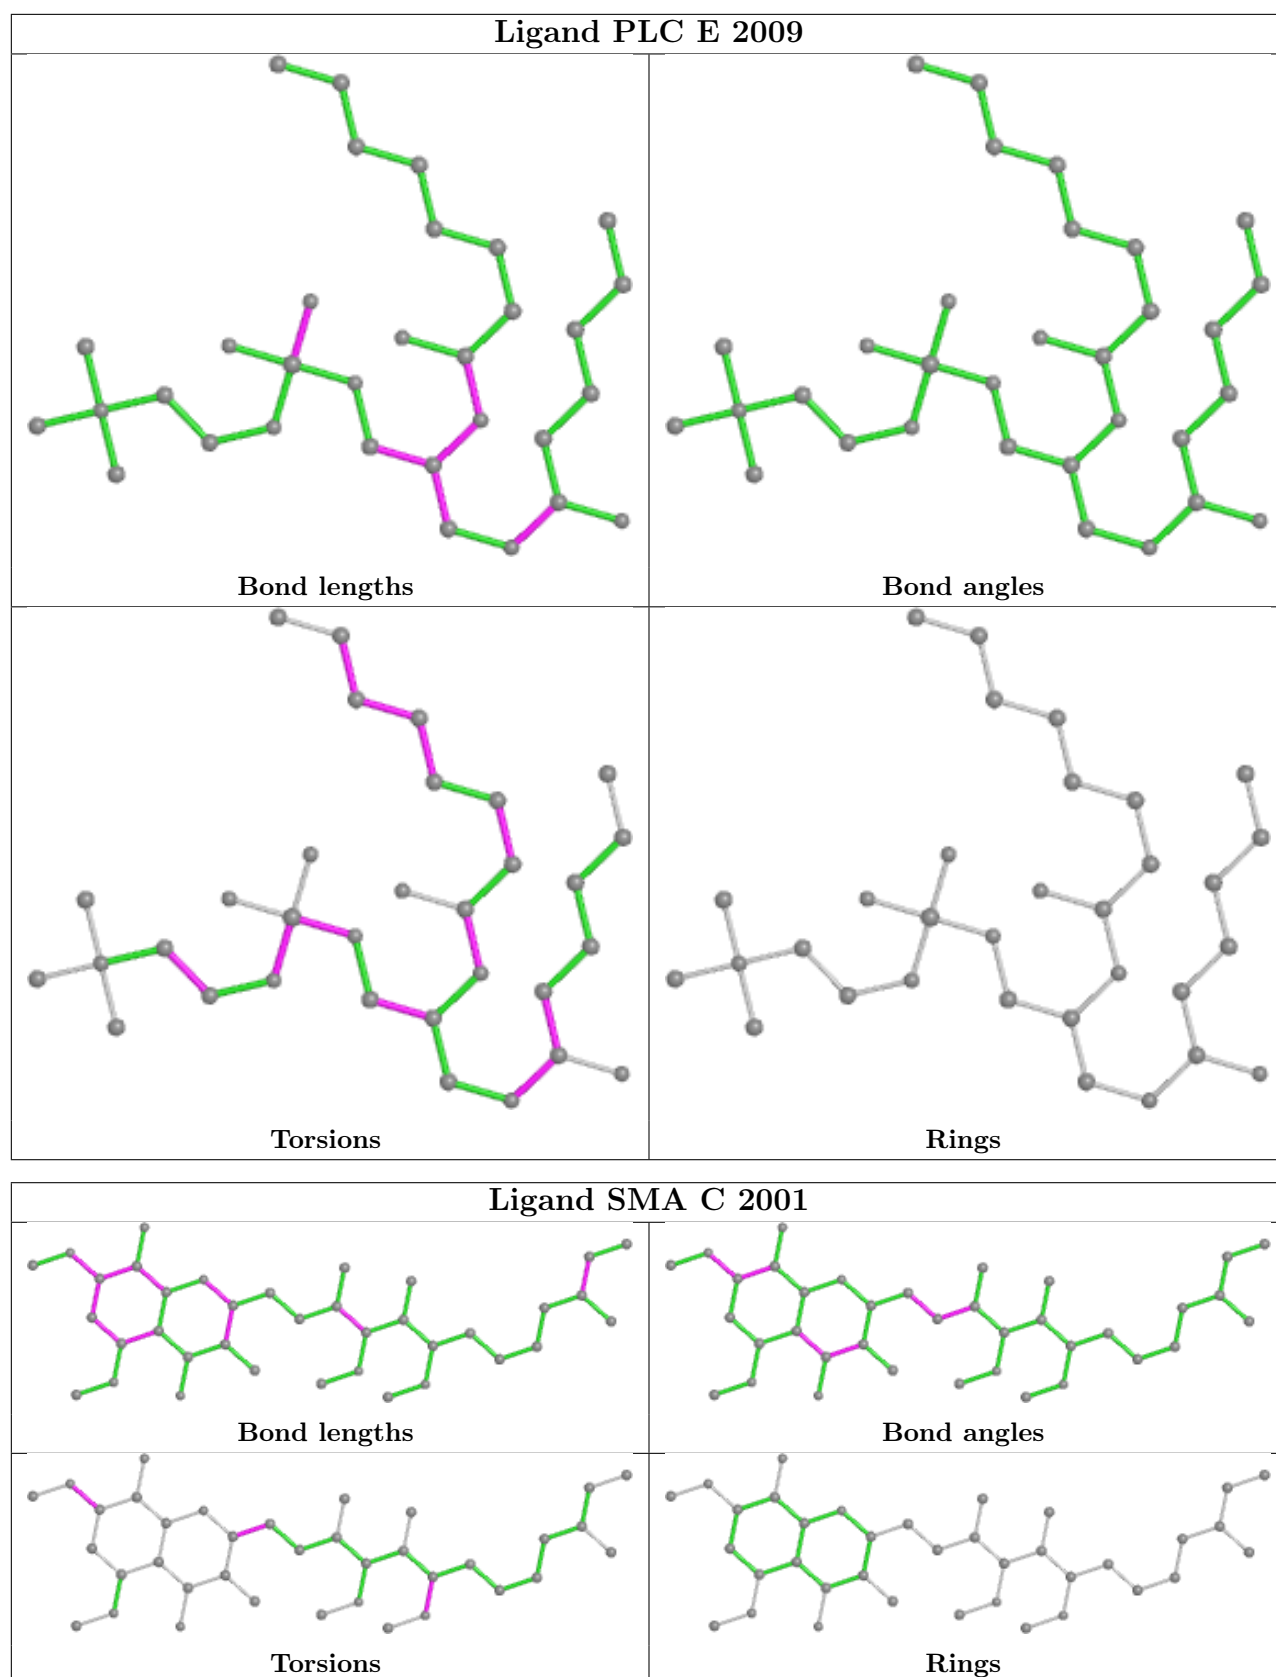 Ligand PLC E 2009
Bond lengths
Bond angles
Torsions
Rings
Ligand SMA C 2001
Bond lengths
Bond angles
Torsions
Rings